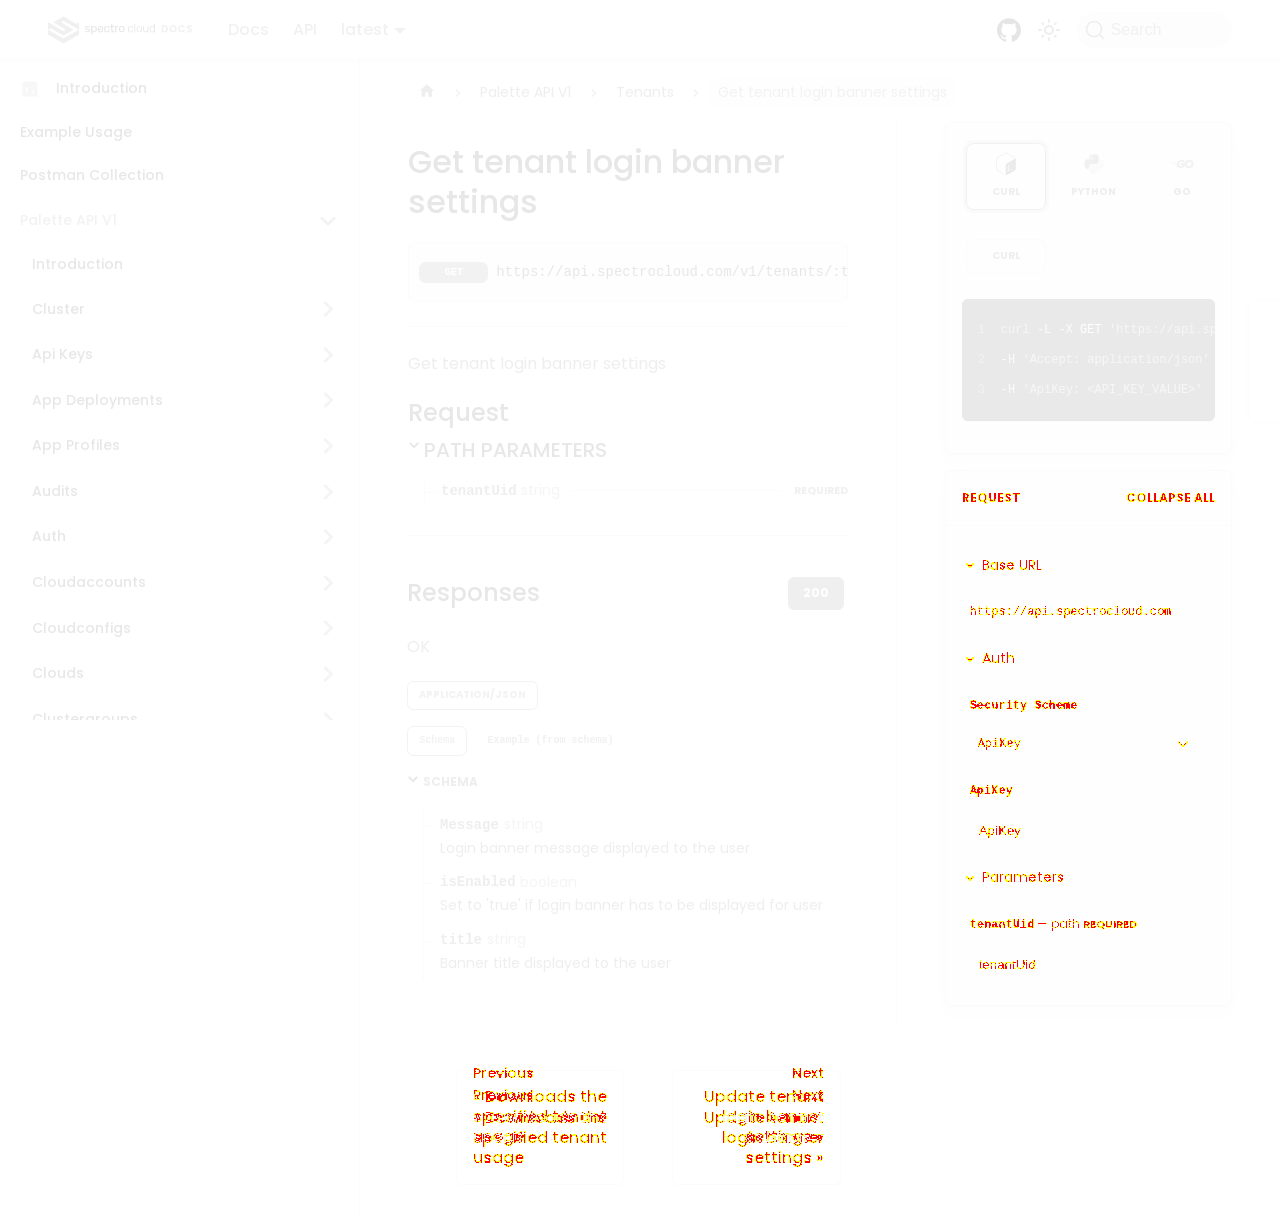 spectro cloud DOCS Docs API latest Search
Introduction
Example Usage
Postman Collection
Palette API V1
Introduction
Cluster
Api Keys
App Deployments
App Profiles
Audits
Auth
Cloudaccounts
Cloudconfigs
Clouds
Clustergroups
Palette API V1 Tenants Get tenant login banner settings
Get tenant login banner
settings
GET https://api.spectrocloud.com/v1/tenants/:t
Get tenant login banner settings
Request
PATH PARAMETERS
tenantUid string REQUIRED
Responses 200
OK
APPLICATION/JSON
Schema Example (from schema)
SCHEMA
Message string
Login banner message displayed to the user
isEnabled boolean
Set to 'true' if login banner has to be displayed for user
title string
Banner title displayed to the user
CURL PYTHON GO
CURL
1 curl -L -X GET 'https://api.sp
2 -H 'Accept: application/json'
3 -H 'ApiKey: <API_KEY_VALUE>'
REQUEST COLLAPSE ALL
Base URL
https://api.spectrocloud.com
Auth
Security Scheme
ApiKey
ApiKey
ApiKey
Parameters
tenantUid — path REQUIRED
tenantUid
Previous
Previous
Downloads the
specified tenant
usage
Next
Next
Update tenant
login banner
settings »